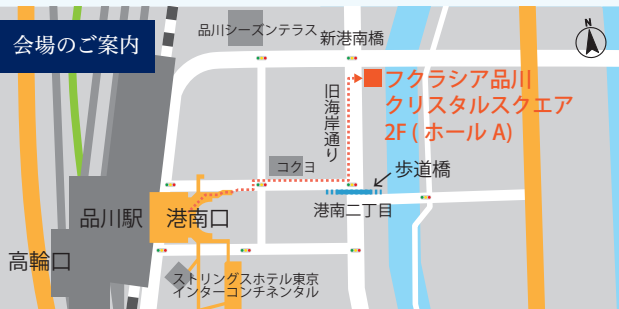 会場のご案内
品川シーズンテラス
新港南橋
N
フクラシア品川
クリスタルスクエア
2F ( ホール A)
旧海岸通り
コクヨ
歩道橋
港南二丁目
品川駅
港南口
高輪口
ストリングスホテル東京
インターコンチネンタル